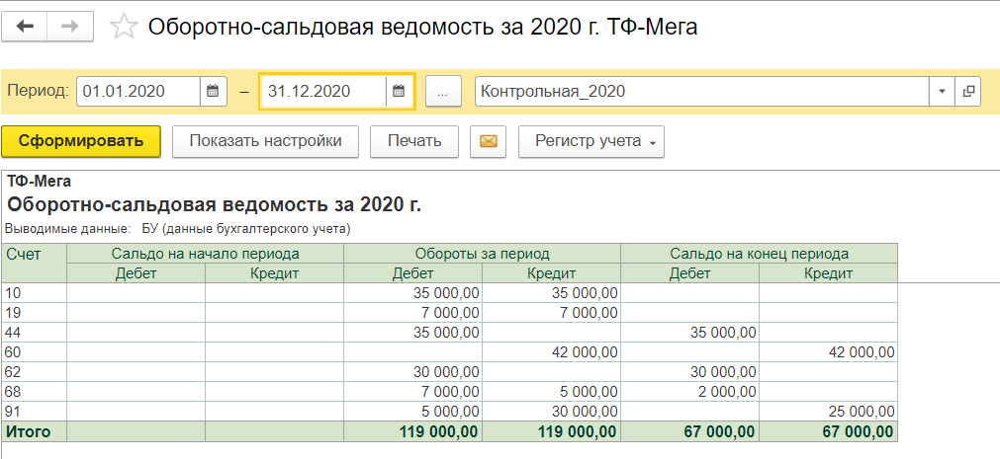 Оборотно-сальдовая ведомость за 2020 г. ТФ-Мега
Период: 01.01.2020 – 31.12.2020 ... Контрольная_2020
Сформировать Показать настройки Печать Регистр учета
ТФ-Мега
Оборотно-сальдовая ведомость за 2020 г.
Выводимые данные: БУ (данные бухгалтерского учета)
Счет Сальдо на начало периода Обороты за период Сальдо на конец периода
Дебет Кредит Дебет Кредит Дебет Кредит
10 35 000,00 35 000,00
19 7 000,00 7 000,00
44 35 000,00 35 000,00
60 42 000,00 42 000,00
62 30 000,00 30 000,00
68 7 000,00 5 000,00 2 000,00
91 5 000,00 30 000,00 25 000,00
Итого 119 000,00 119 000,00 67 000,00 67 000,00